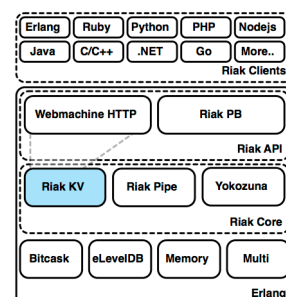 Erlang Ruby Python PHP Nodejs
Java C/C++ .NET Go More..
Riak Clients
Webmachine HTTP Riak PB
Riak API
Riak KV Riak Pipe Yokozuna
Riak Core
Bitcask eLevelDB Memory Multi
Erlang